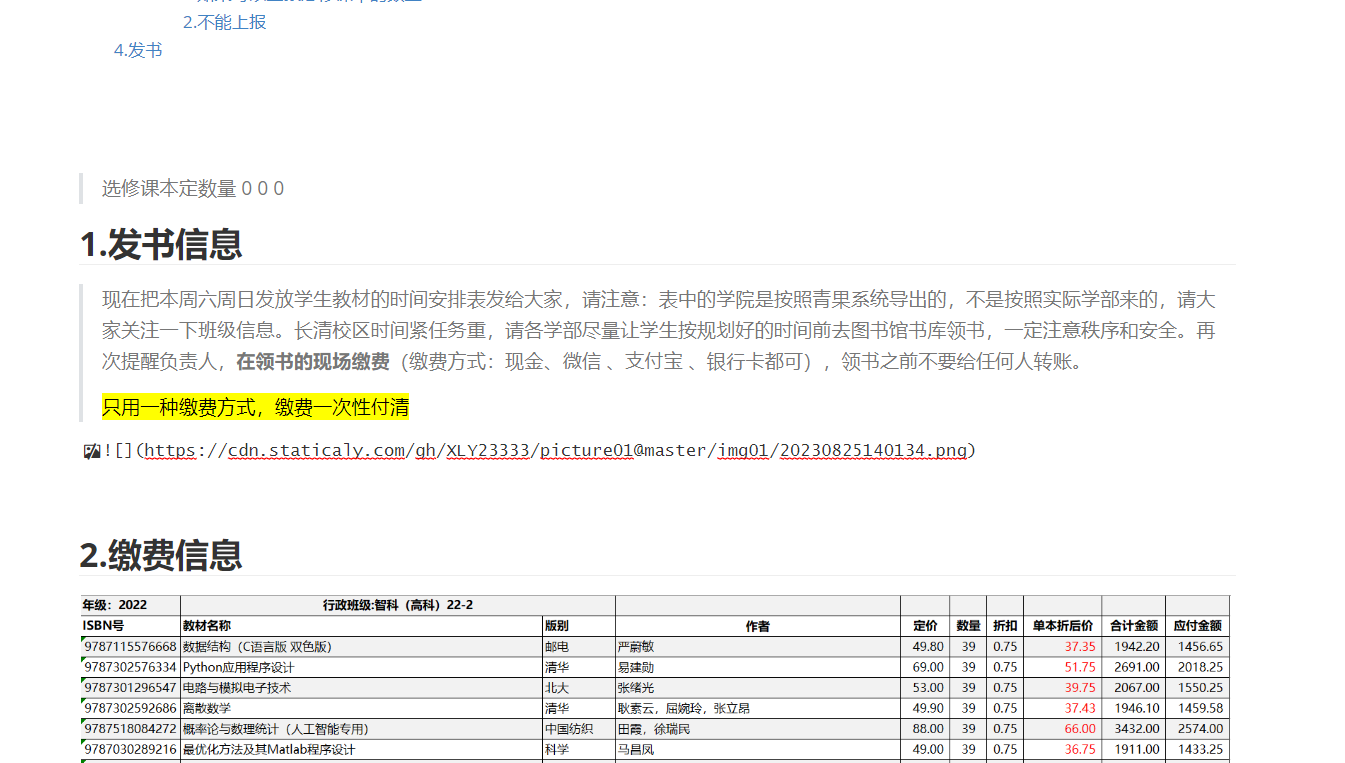 2.不能上报
4.发书
选修课本定数量 0 0 0
1.发书信息
现在把本周六周日发放学生教材的时间安排表发给大家，请注意：表中的学院是按照青果系统导出的，不是按照实际学部来的，请大
家关注一下班级信息。长清校区时间紧任务重，请各学部尽量让学生按规划好的时间前去图书馆书库领书，一定注意秩序和安全。再
次提醒负责人，在领书的现场缴费（缴费方式：现金、微信 、支付宝 、银行卡都可），领书之前不要给任何人转账。
只用一种缴费方式，缴费一次性付清
![](https://cdn.staticaly.com/gh/XLY23333/picture01@master/img01/20230825140134.png)
2.缴费信息
年级：2022 行政班级:智科（高科）22-2
ISBN号 教材名称 版别 作者 定价 数量 折扣 单本折后价 合计金额 应付金额
9787115576668 数据结构（C语言版 双色版） 邮电 严蔚敏 49.80 39 0.75 37.35 1942.20 1456.65
9787302576334 Python应用程序设计 清华 易建勋 69.00 39 0.75 51.75 2691.00 2018.25
9787301296547 电路与模拟电子技术 北大 张绪光 53.00 39 0.75 39.75 2067.00 1550.25
9787302592686 离散数学 清华 耿素云，屈婉玲，张立昂 49.90 39 0.75 37.43 1946.10 1459.58
9787518084272 概率论与数理统计（人工智能专用） 中国纺织 田霞，徐瑞民 88.00 39 0.75 66.00 3432.00 2574.00
9787030289216 最优化方法及其Matlab程序设计 科学 马昌凤 49.00 39 0.75 36.75 1911.00 1433.25